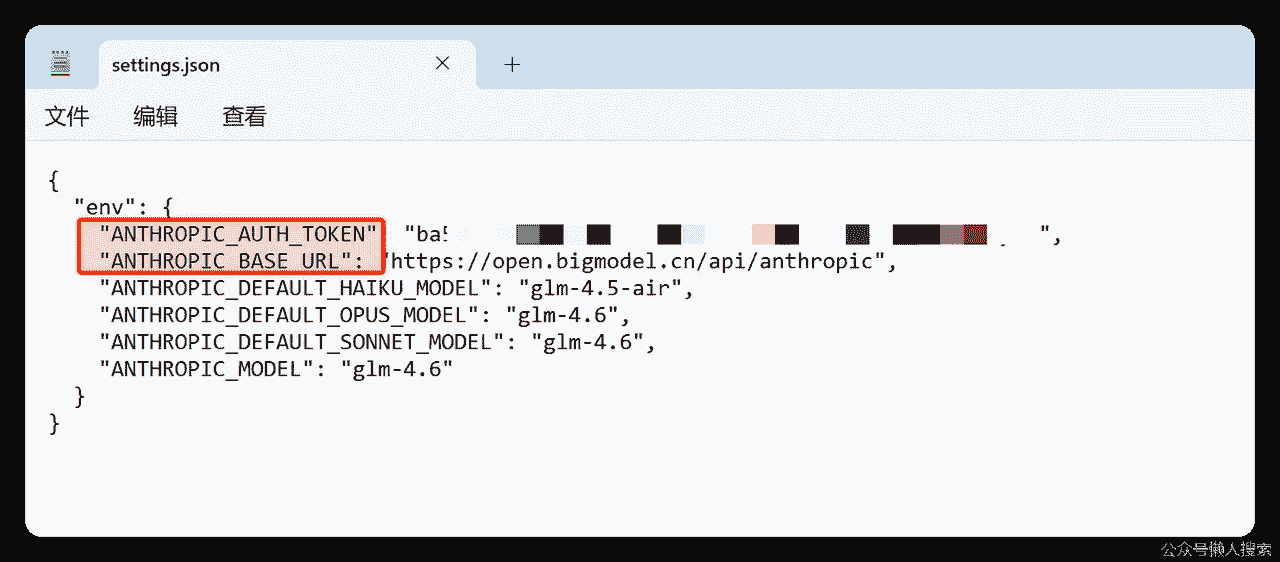 settings.json
文件 编辑 查看
{
"env": {
"ANTHROPIC_AUTH_TOKEN" "ba5 ",
"ANTHROPIC_BASE_URL": "https://open.bigmodel.cn/api/anthropic",
"ANTHROPIC_DEFAULT_HAIKU_MODEL": "glm-4.5-air",
"ANTHROPIC_DEFAULT_OPUS_MODEL": "glm-4.6",
"ANTHROPIC_DEFAULT_SONNET_MODEL": "glm-4.6",
"ANTHROPIC_MODEL": "glm-4.6"
}
}
公众号懒人搜索